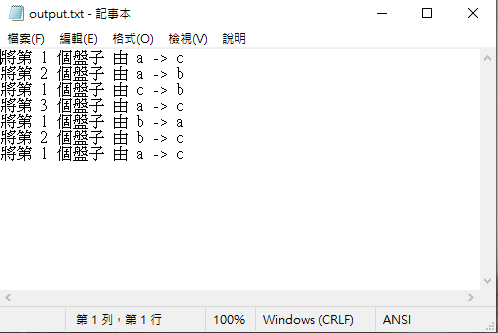 output.txt - 記事本
檔案(F) 編輯(E) 格式(O) 檢視(V) 說明
將第 1 個盤子 由 a -> c
將第 2 個盤子 由 a -> b
將第 1 個盤子 由 c -> b
將第 3 個盤子 由 a -> c
將第 1 個盤子 由 b -> a
將第 2 個盤子 由 b -> c
將第 1 個盤子 由 a -> c
第 1 列，第 1 行 100% Windows (CRLF) ANSI